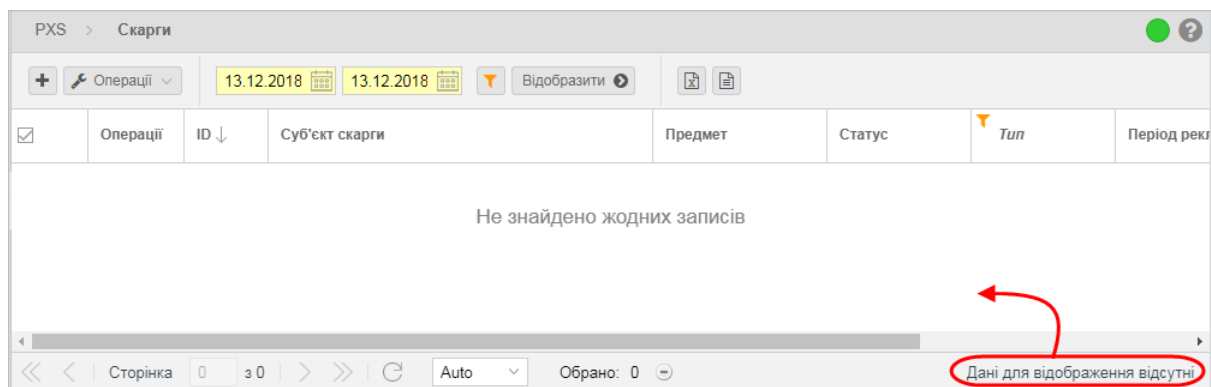 PXS > Скарги
Операції 13.12.2018 13.12.2018 Відобразити
Операції ID ↓ Суб'єкт скарги Предмет Статус Тип Період рекл
Не знайдено жодних записів
Сторінка 0 з 0 Auto Обрано: 0 Дані для відображення відсутні